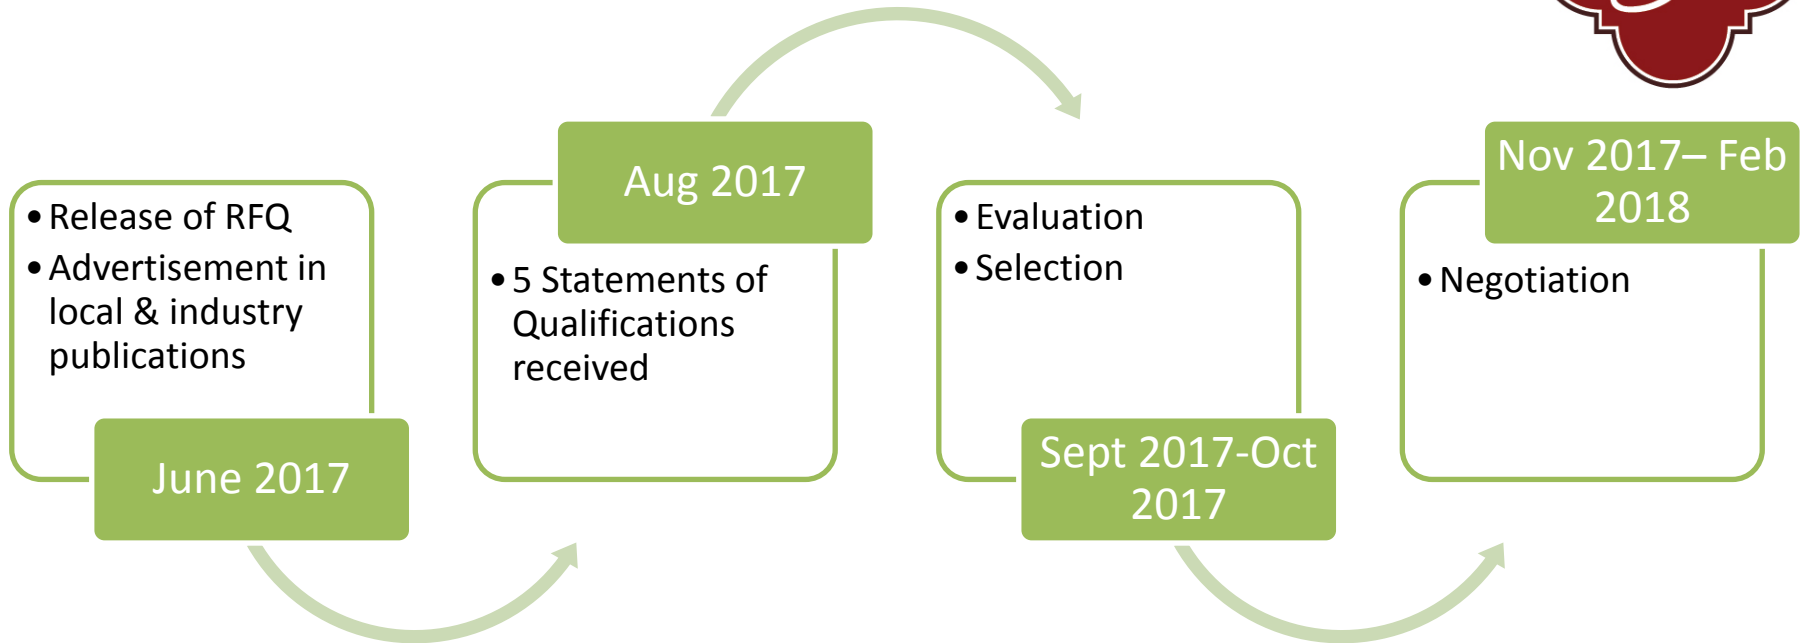 • Release of RFQ
• Advertisement in
local & industry
publications
June 2017
Aug 2017
• 5 Statements of
Qualifications
received
• Evaluation
• Selection
Sept 2017-Oct
2017
Nov 2017– Feb
2018
• Negotiation